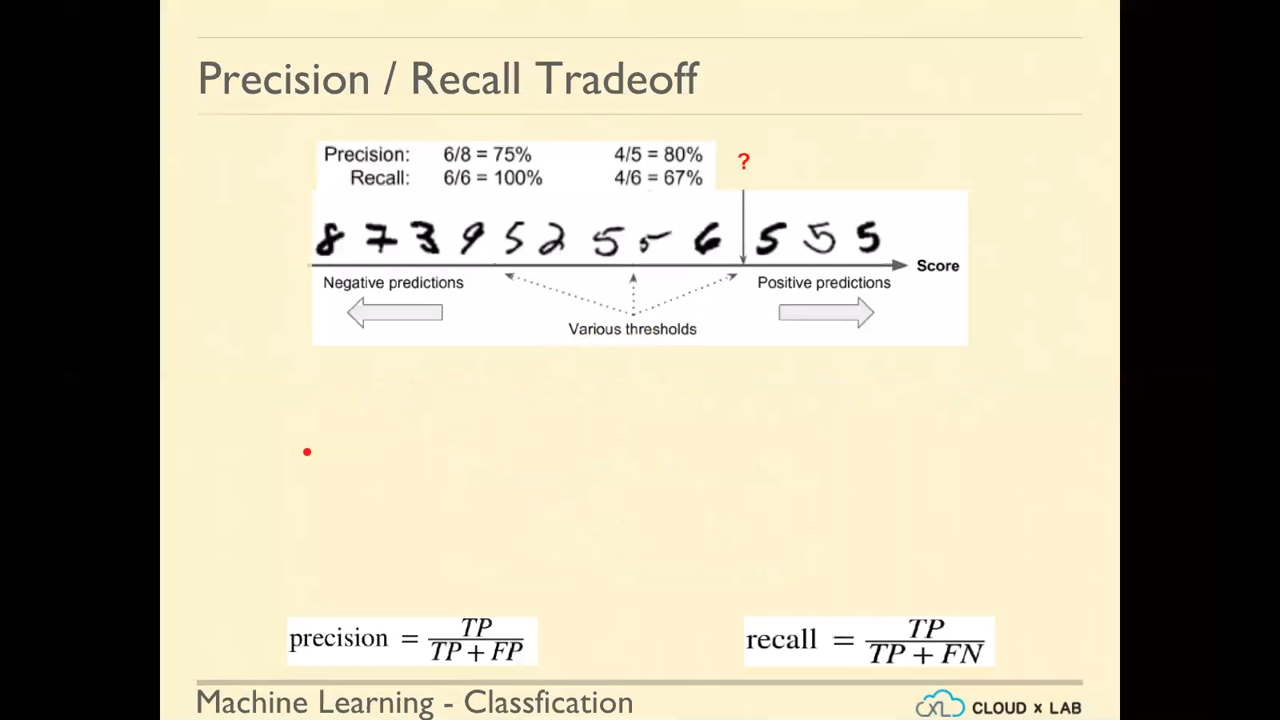 Precision / Recall Tradeoff
Precision: 6/8 = 75% 4/5 = 80% ?
Recall: 6/6 = 100% 4/6 = 67%
8 7 3 9 5 2 5 5 6 5 5 5
Score
Negative predictions Positive predictions
Various thresholds
precision = TP / TP + FP
recall = TP / TP + FN
Machine Learning - Classfication
CLOUD x LAB